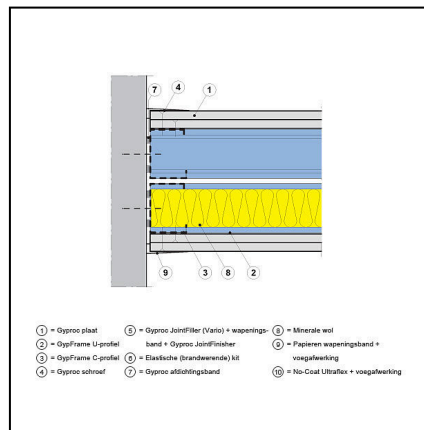 7
4
1
9
3
8
2
1 = Gyproc plaat
2 = GypFrame U-profiel
3 = GypFrame C-profiel
4 = Gyproc schroef
5 = Gyproc JointFiller (Vario) + wapenings-
band + Gyproc JointFinisher
6 = Elastische (brandwerende) kit
7 = Gyproc afdichtingsband
8 = Minerale wol
9 = Papieren wapeningsband +
voegafwerking
10 = No-Coat Ultraflex + voegafwerking